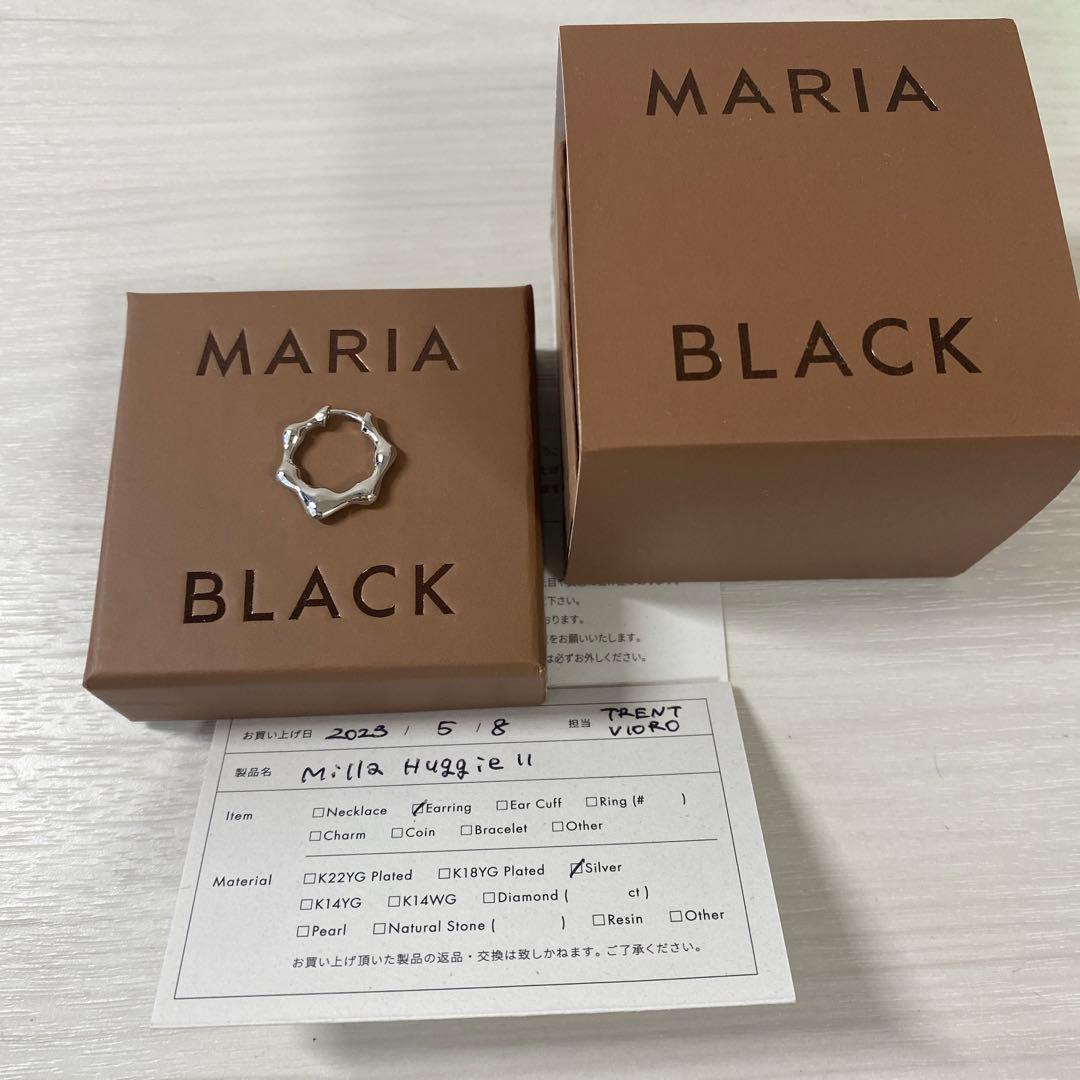 MARIA
BLACK
MARIA
BLACK
下さい。
おります。
をお願いいたします。
は必ずお外しください。
お買い上げ日 2023 / 5 / 8 担当 TRENT VIORO
製品名 Milla Huggie 11
Item □Necklace ☑Earring □Ear Cuff □Ring (# )
□Charm □Coin □Bracelet □Other
Material □K22YG Plated □K18YG Plated ☑Silver
□K14YG □K14WG □Diamond ( ct )
□Pearl □Natural Stone ( ) □Resin □Other
お買い上げ頂いた製品の返品・交換は致しかねます。ご了承ください。